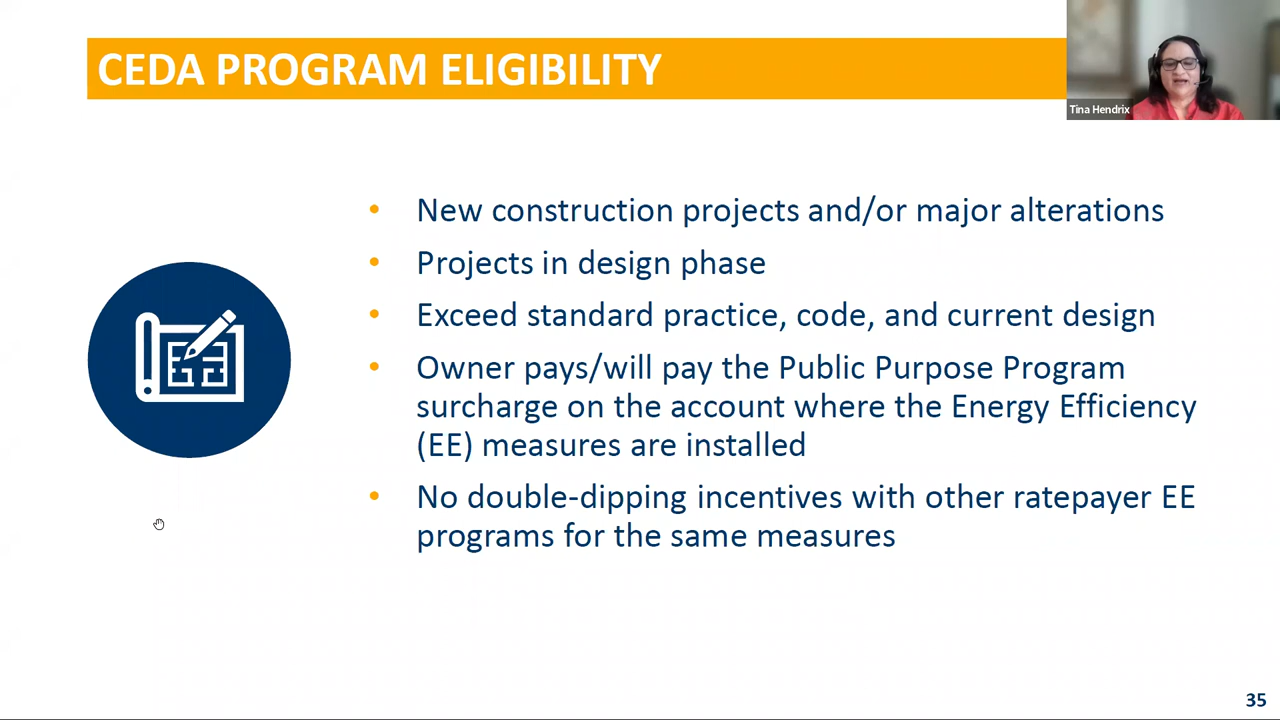 CEDA PROGRAM ELIGIBILITY
Tina Hendrix
• New construction projects and/or major alterations
• Projects in design phase
• Exceed standard practice, code, and current design
• Owner pays/will pay the Public Purpose Program
surcharge on the account where the Energy Efficiency
(EE) measures are installed
• No double-dipping incentives with other ratepayer EE
programs for the same measures
35